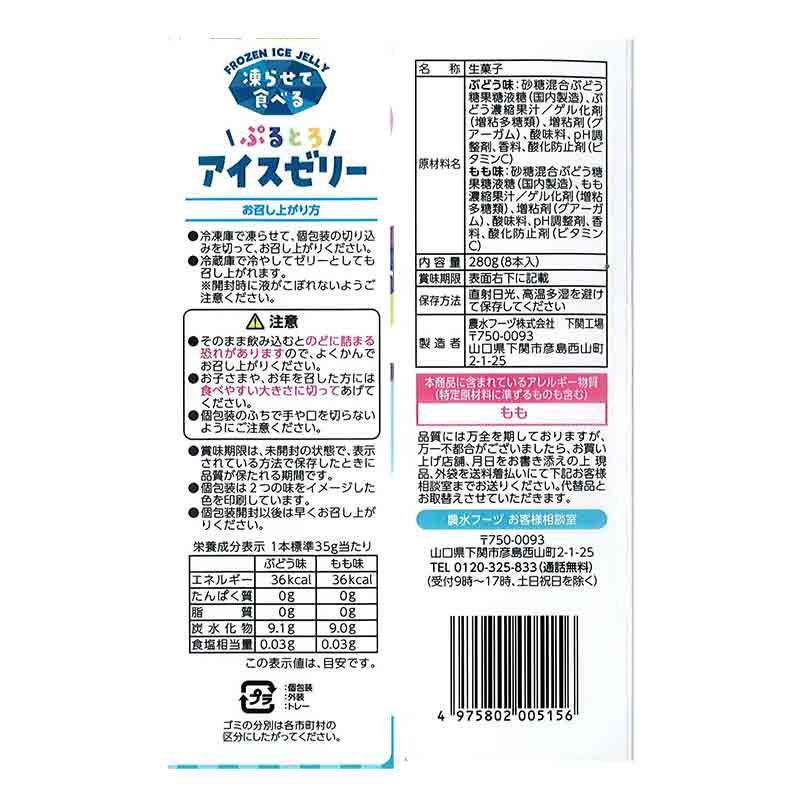 FROZEN ICE JELLY
凍らせて
食べる
ぷるとろ
アイスゼリー
お召し上がり方
●冷凍庫で凍らせて、個包装の切り込
みを切って、お召し上がりください。
●冷蔵庫で冷やしてゼリーとしても
召し上がれます。
※開封時に液がこぼれないようご
注意ください。
注意
●そのまま飲み込むとのどに詰まる
恐れがありますので、よくかんで
お召し上がりください。
●お子さまや、お年を召した方には
食べやすい大きさに切ってあげて
ください。
●個包装のふちで手や口を切らない
ようにご注意ください。
●賞味期限は、未開封の状態で、表示
されている方法で保存したときに
品質が保たれる期間です。
●個包装は2つの味をイメージした
色を印刷しています。
●個包装開封以後は早くお召し上が
りください。
栄養成分表示 1本標準35g当たり
ぶどう味 もも味
エネルギー 36kcal 36kcal
たんぱく質 0g 0g
脂質 0g 0g
炭水化物 9.1g 9.0g
食塩相当量 0.03g 0.03g
この表示値は、目安です。
プラ
:個包装
:外装
:トレー
ゴミの分別は各市町村の
区分にしたがってください。
名称 生菓子
原材料名
ぶどう味:砂糖混合ぶどう
糖果糖液糖(国内製造)、ぶ
どう濃縮果汁/ゲル化剤
(増粘多糖類)、増粘剤(グ
アーガム)、酸味料、pH調
整剤、香料、酸化防止剤(ビ
タミンC)
もも味:砂糖混合ぶどう糖
果糖液糖(国内製造)、もも
濃縮果汁/ゲル化剤(増粘
多糖類)、増粘剤(グアーガ
ム)、酸味料、pH調整剤、香
料、酸化防止剤(ビタミン
C)
内容量 280g(8本入)
賞味期限 表面右下に記載
保存方法 直射日光、高温多湿を避け
て保存してください
製造者 農水フーヅ株式会社 下関工場
〒750-0093
山口県下関市彦島西山町
2-1-25
本商品に含まれているアレルギー物質
(特定原材料に準ずるものも含む)
もも
品質には万全を期しておりますが、
万一不都合がございましたら、お買い
上げ店舗、月日をお書き添えの上 現
品、外袋を送料着払いにて下記お客様
相談室までお送りください。代替品と
お取替えさせていただきます。
農水フーヅ お客様相談室
〒750-0093
山口県下関市彦島西山町2-1-25
TEL 0120-325-833(通話無料)
(受付9時〜17時、土日祝日を除く)
4 975802 005156